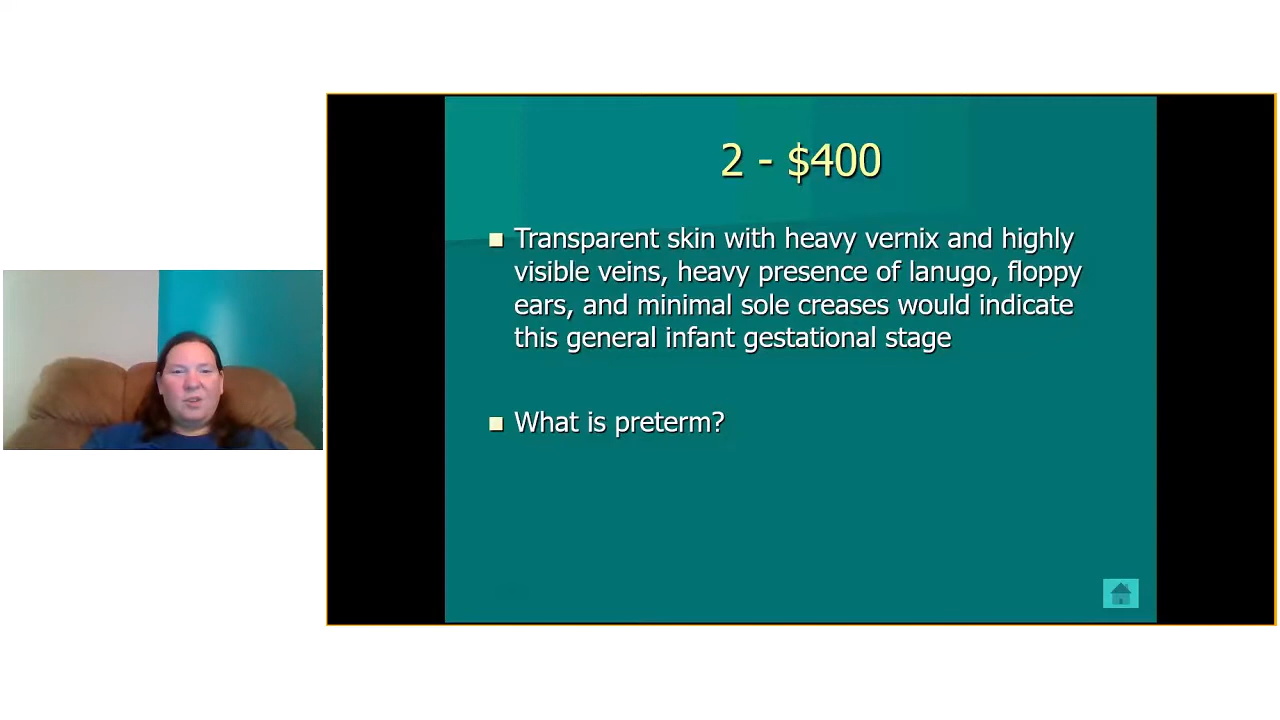 2 - $400
Transparent skin with heavy vernix and highly
visible veins, heavy presence of lanugo, floppy
ears, and minimal sole creases would indicate
this general infant gestational stage
What is preterm?